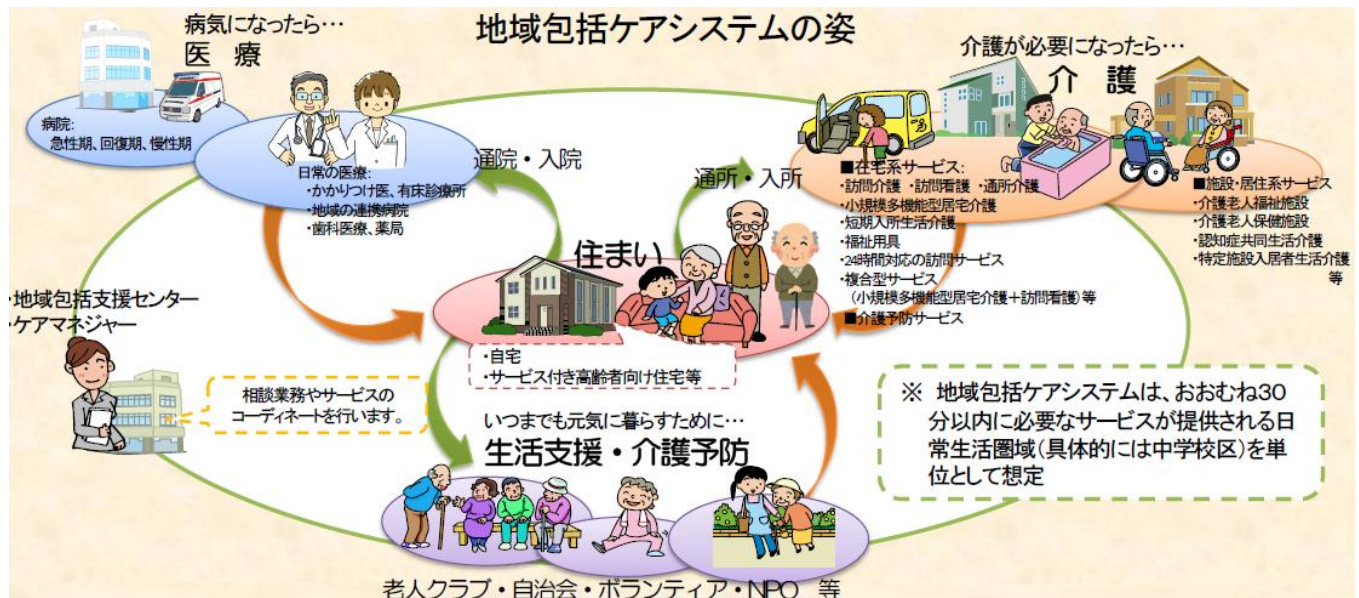 地域包括ケアシステムの姿
病気になったら…
医　療
病院:
急性期、回復期、慢性期
日常の医療:
・かかりつけ医、有床診療所
・地域の連携病院
・歯科医療、薬局
通院・入院
通所・入所
介護が必要になったら…
介　護
■在宅系サービス:
・訪問介護 ・訪問看護 ・通所介護
・小規模多機能型居宅介護
・短期入所生活介護
・福祉用具
・24時間対応の訪問サービス
・複合型サービス
（小規模多機能型居宅介護＋訪問看護）等
■介護予防サービス
■施設・居住系サービス
・介護老人福祉施設
・介護老人保健施設
・認知症共同生活介護
・特定施設入居者生活介護
等
住まい
・自宅
・サービス付き高齢者向け住宅等
・地域包括支援センター
・ケアマネジャー
相談業務やサービスの
コーディネートを行います。
いつまでも元気に暮らすために…
生活支援・介護予防
老人クラブ・自治会・ボランティア・NPO　等
※ 地域包括ケアシステムは、おおむね30
分以内に必要なサービスが提供される日
常生活圏域（具体的には中学校区）を単
位として想定